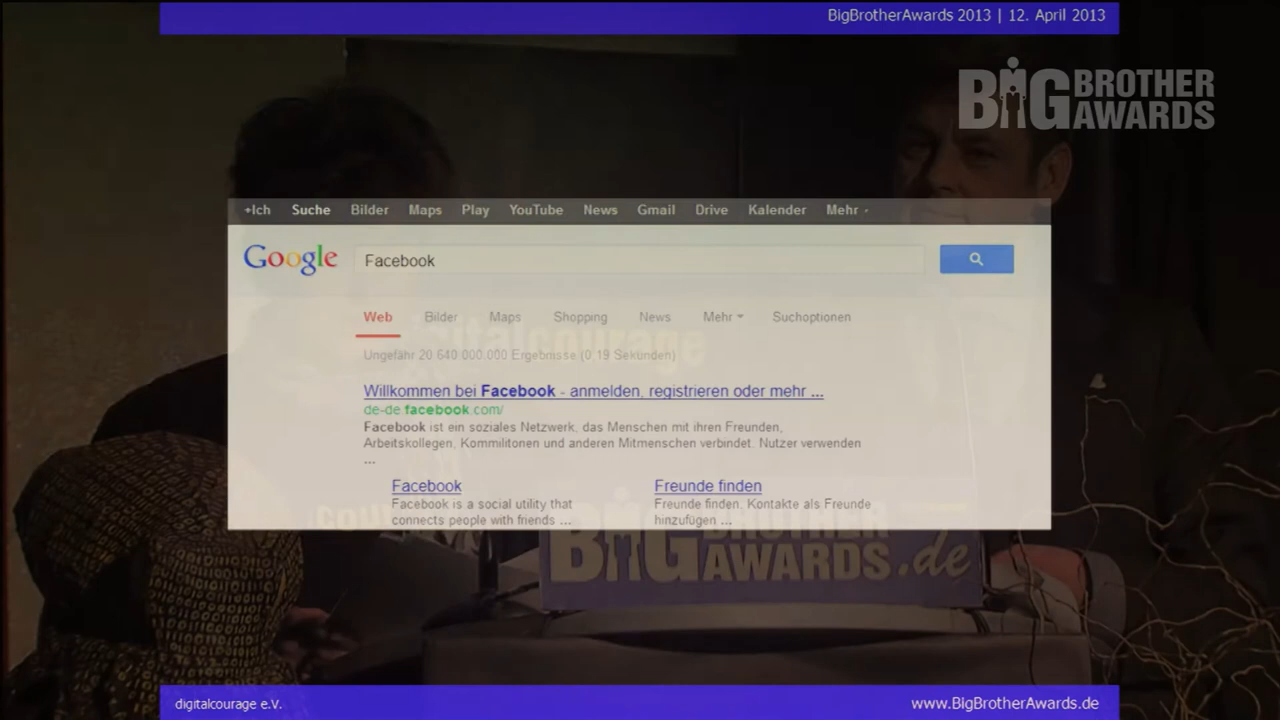 BigBrotherAwards 2013 | 12. April 2013
BIG BROTHER AWARDS
+Ich Suche Bilder Maps Play YouTube News Gmail Drive Kalender Mehr
Google Facebook
Web Bilder Maps Shopping News Mehr Suchoptionen
digitalcourage
Ungefähr 20 640 000 000 Ergebnisse (0 19 Sekunden)
Willkommen bei Facebook - anmelden, registrieren oder mehr ...
de-de.facebook.com/
Facebook ist ein soziales Netzwerk, das Menschen mit ihren Freunden,
Arbeitskollegen, Kommilitonen und anderen Mitmenschen verbindet. Nutzer verwenden
...
Facebook
Facebook is a social utility that
connects people with friends ...
Freunde finden
Freunde finden. Kontakte als Freunde
hinzufügen ...
BIG BROTHER AWARDS.de
digitalcourage e.V.
www.BigBrotherAwards.de